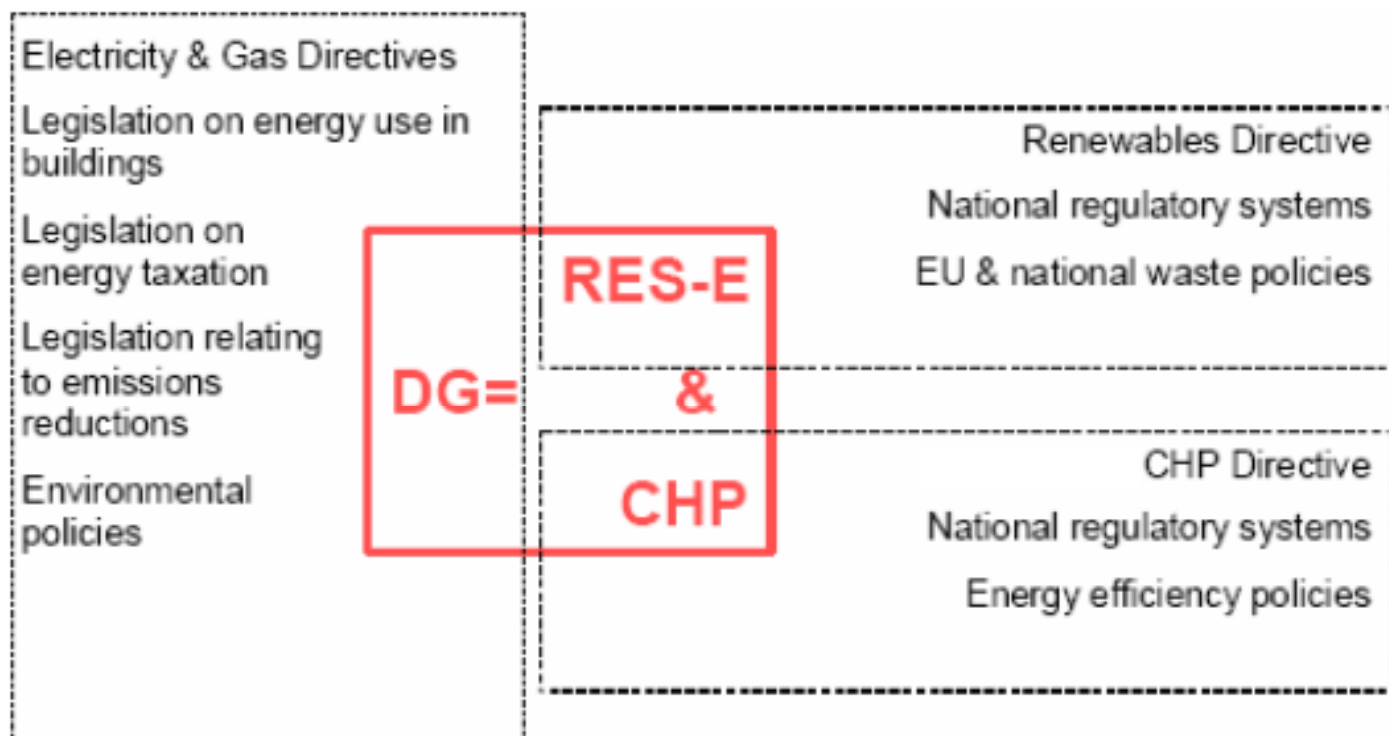 Electricity & Gas Directives
Legislation on energy use in
buildings
Legislation on
energy taxation
Legislation relating
to emissions
reductions
Environmental
policies
DG=
RES-E
&
CHP
Renewables Directive
National regulatory systems
EU & national waste policies
CHP Directive
National regulatory systems
Energy efficiency policies